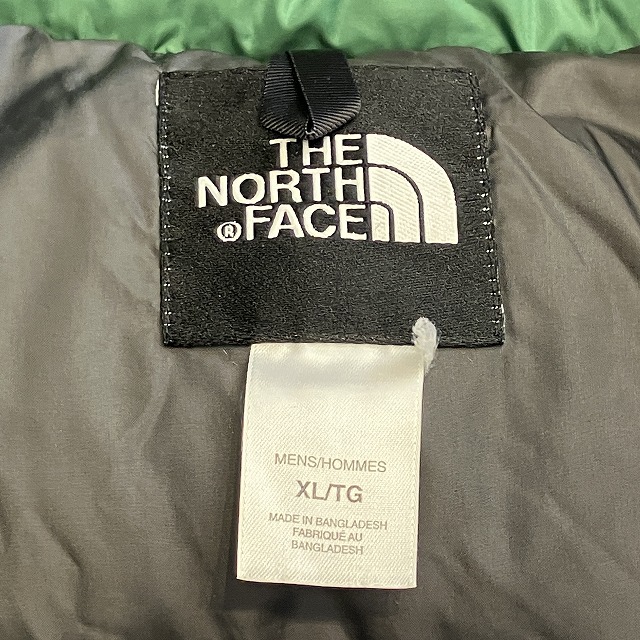 THE
NORTH
®FACE
MENS/HOMMES
XL/TG
MADE IN BANGLADESH
FABRIQUÉ AU
BANGLADESH